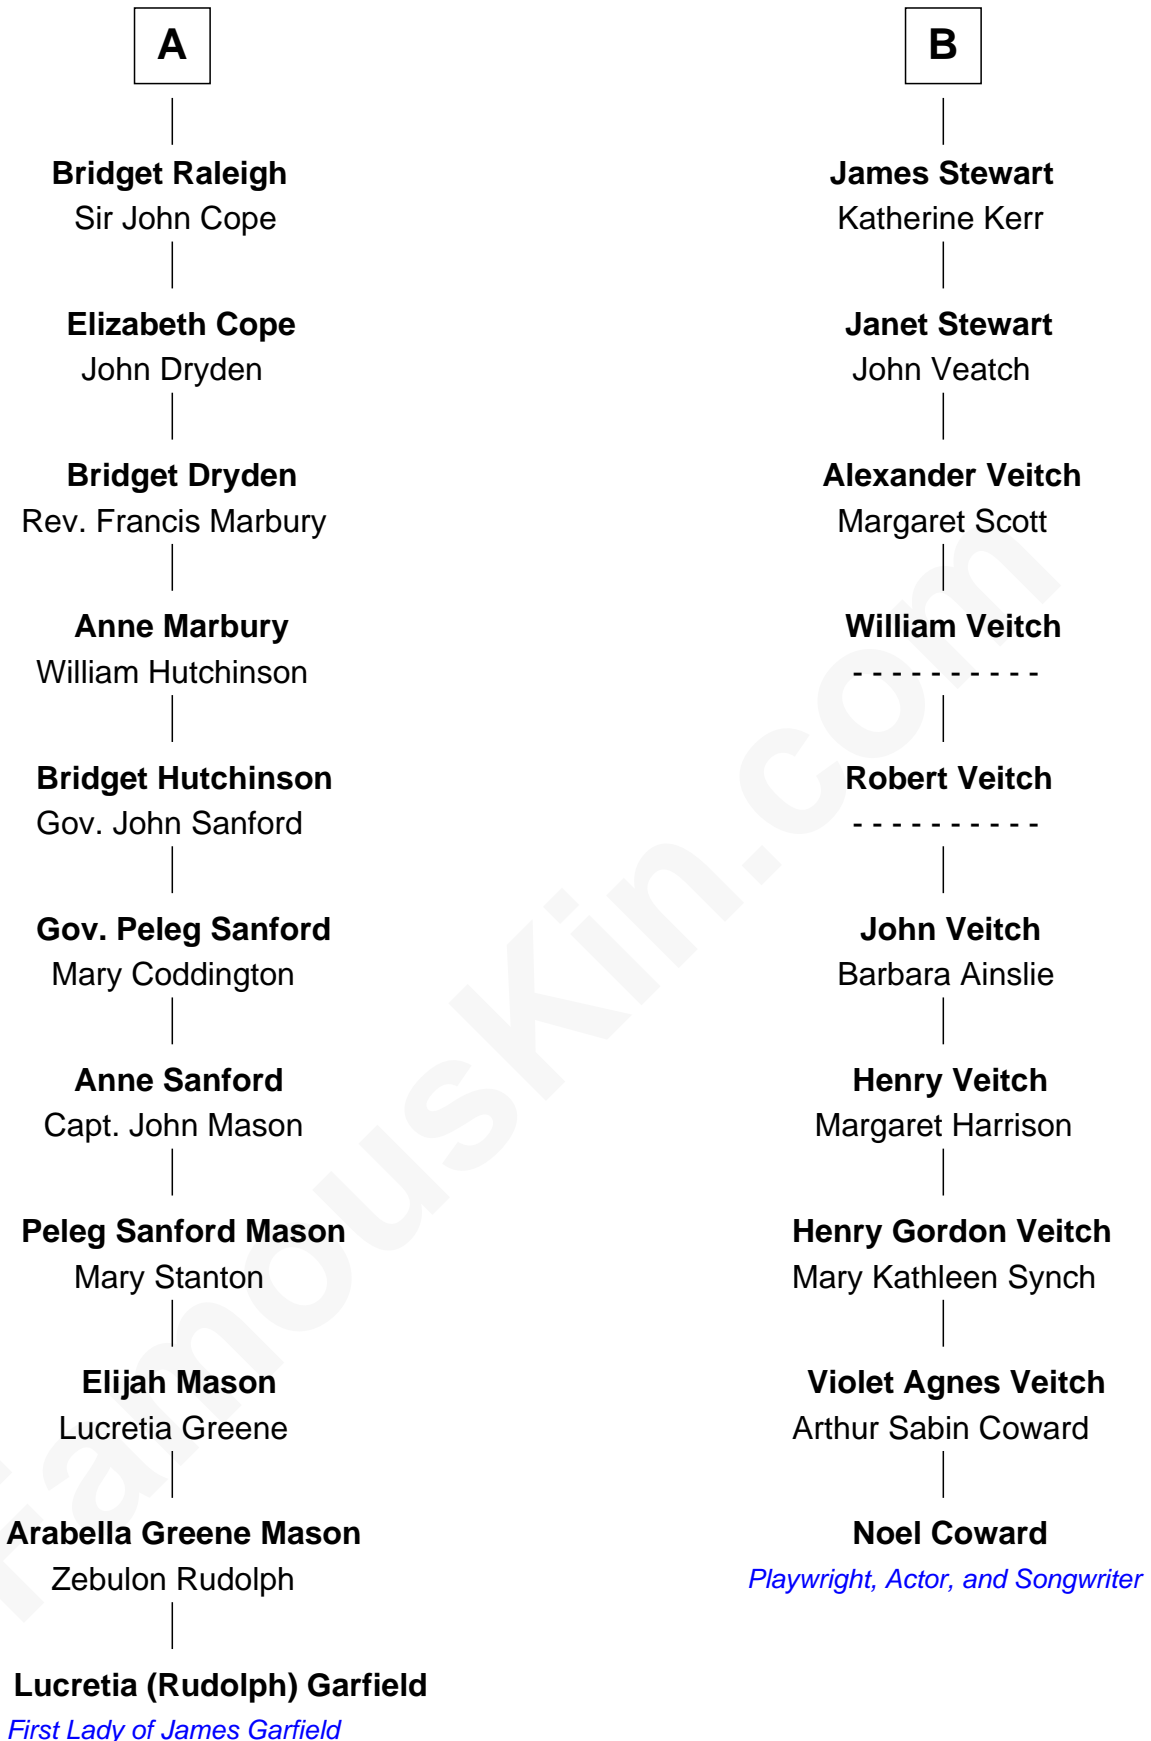 A
Bridget Raleigh
Sir John Cope
Elizabeth Cope
John Dryden
Bridget Dryden
Rev. Francis Marbury
Anne Marbury
William Hutchinson
Bridget Hutchinson
Gov. John Sanford
Gov. Peleg Sanford
Mary Coddington
Anne Sanford
Capt. John Mason
Peleg Sanford Mason
Mary Stanton
Elijah Mason
Lucretia Greene
Arabella Greene Mason
Zebulon Rudolph
Lucretia (Rudolph) Garfield
First Lady of James Garfield
B
James Stewart
Katherine Kerr
Janet Stewart
John Veatch
Alexander Veitch
Margaret Scott
William Veitch
- - - - - - - - - -
Robert Veitch
- - - - - - - - - -
John Veitch
Barbara Ainslie
Henry Veitch
Margaret Harrison
Henry Gordon Veitch
Mary Kathleen Synch
Violet Agnes Veitch
Arthur Sabin Coward
Noel Coward
Playwright, Actor, and Songwriter
FamousKin.com